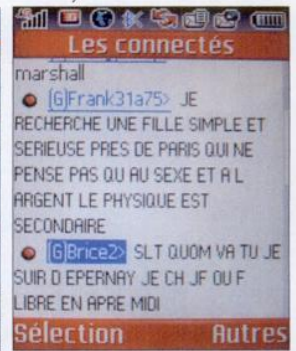 Les connectés
marshall
[G]Frank31a75> JE
RECHERCHE UNE FILLE SIMPLE ET
SERIEUSE PRES DE PARIS QUI NE
PENSE PAS QU AU SEXE ET A L
ARGENT LE PHYSIQUE EST
SECONDAIRE
[G]Brice2> SLT QUOM VA TU JE
SUIR D EPERNAY JE CH JF OU F
LIBRE EN APRE MIDI
Sélection Autres